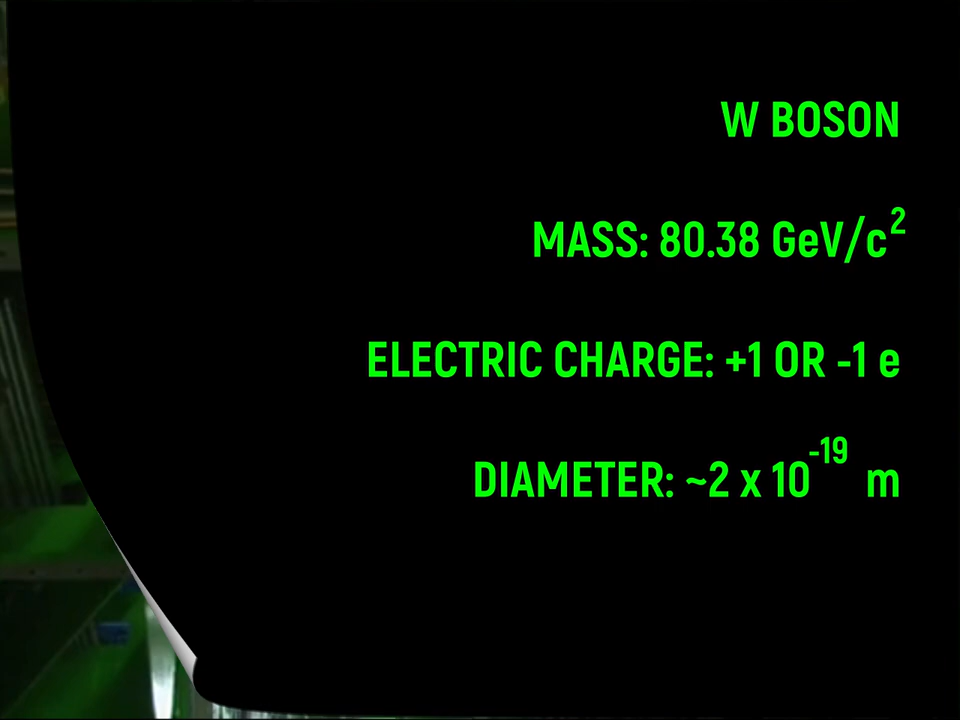 W BOSON
MASS: 80.38 GeV/c²
ELECTRIC CHARGE: +1 OR -1 e
DIAMETER: ~2 x 10⁻¹⁹ m